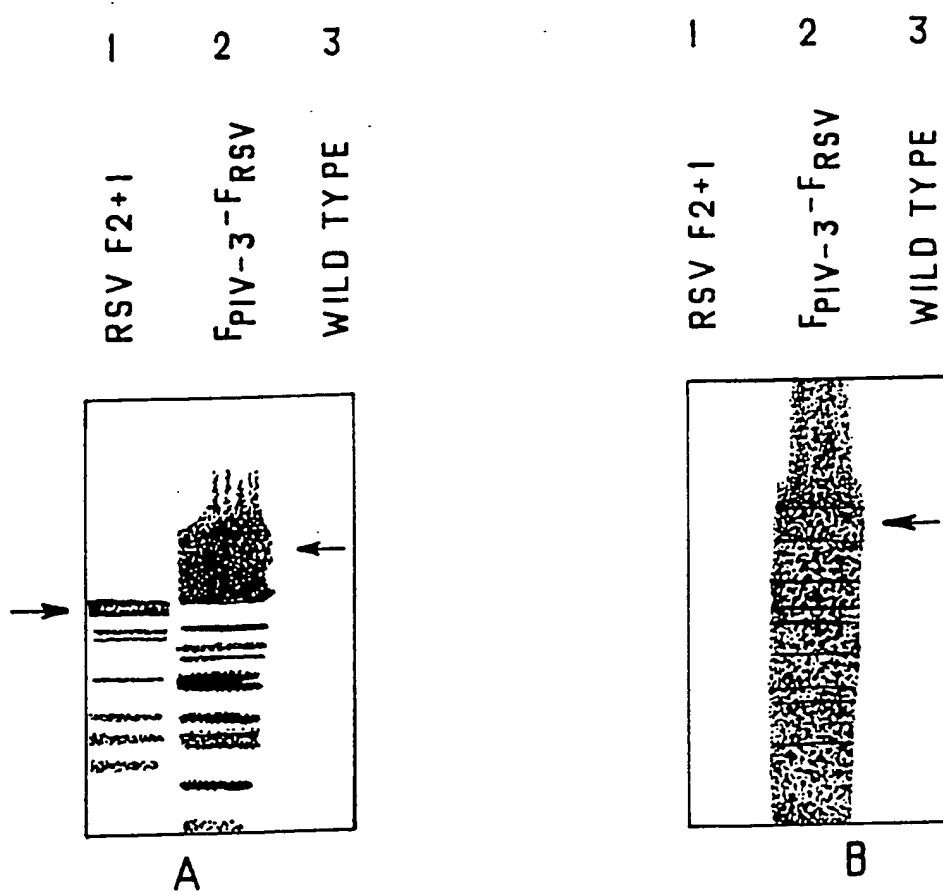 1 2 3
RSV F2+1
FPIV-3-FRSV
WILD TYPE
A
1 2 3
RSV F2+1
FPIV-3-FRSV
WILD TYPE
B